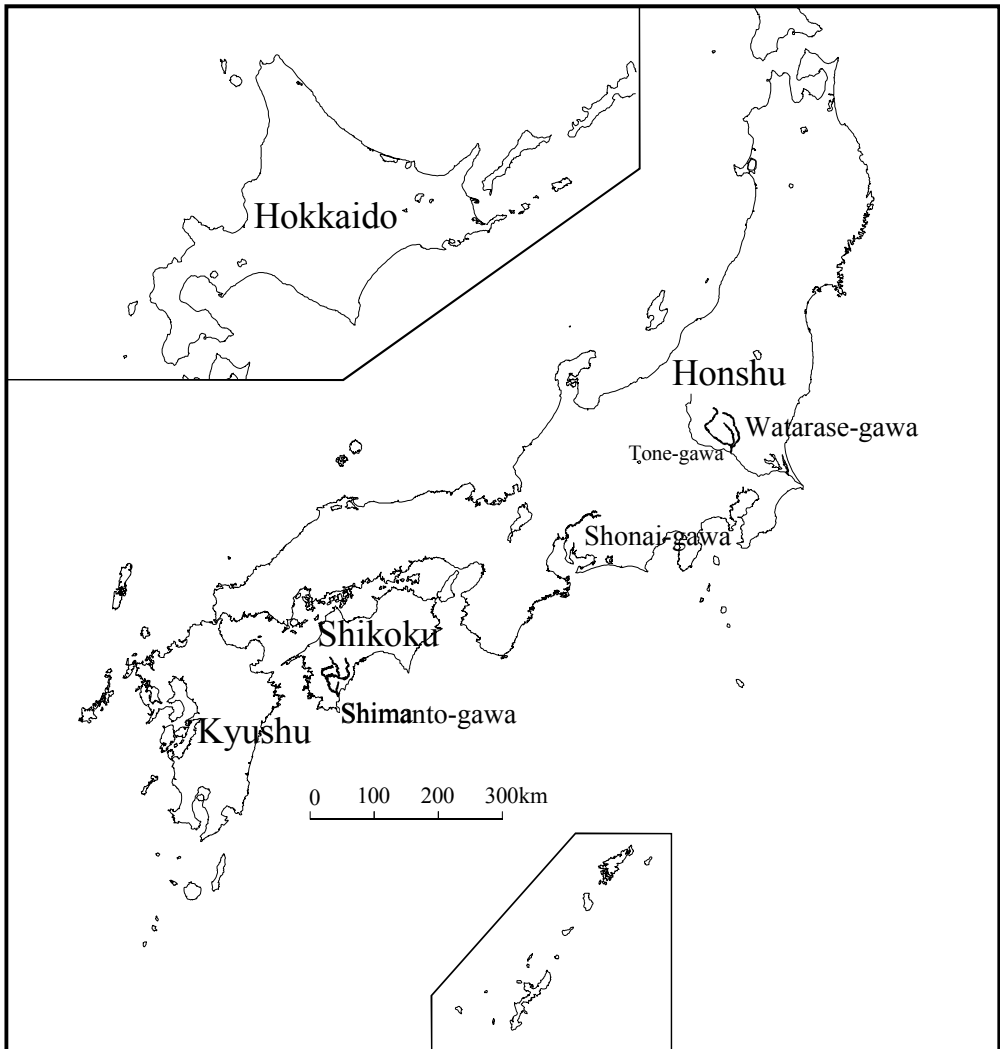 Hokkaido
Honshu
Watarase-gawa
Tone-gawa
Shonai-gawa
Shikoku
Shimanto-gawa
Kyushu
0 100 200 300km